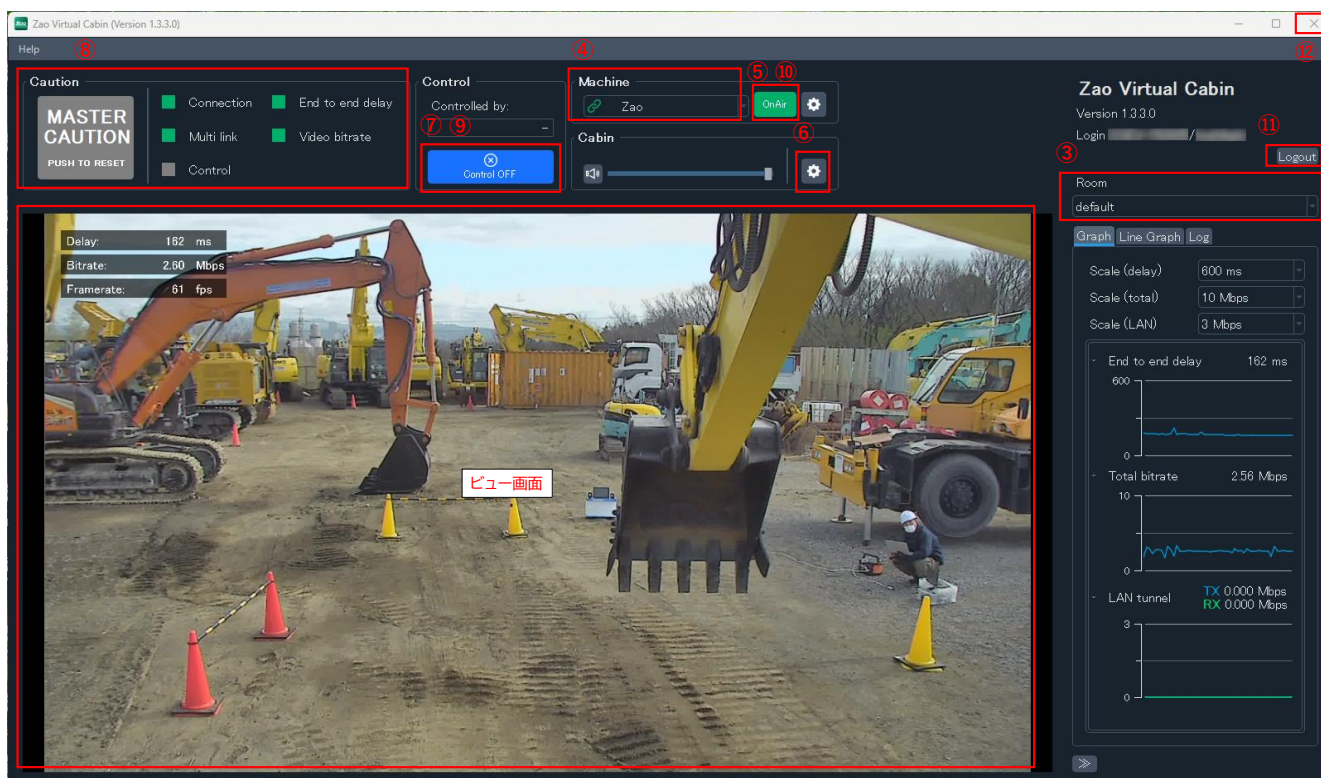 Zao Virtual Cabin (Version 1.3.3.0)
⑫
Help
⑧
Caution
MASTER
CAUTION
PUSH TO RESET
Connection
End to end delay
Multi link
Video bitrate
Control
Control
Controlled by:
⑦ ⑨
–
Control OFF
④
Machine
Zao
⑤ ⑩
OnAir
Cabin
⑥
Zao Virtual Cabin
Version 1.3.3.0
Login
/
⑪
Logout
③
Room
default
Graph
Line Graph
Log
Scale (delay)
600 ms
Scale (total)
10 Mbps
Scale (LAN)
3 Mbps
End to end delay 162 ms
600
0
Total bitrate 2.56 Mbps
10
0
LAN tunnel
TX 0.000 Mbps
RX 0.000 Mbps
3
0
Delay: 162 ms
Bitrate: 2.60 Mbps
Framerate: 61 fps
ビュー画面